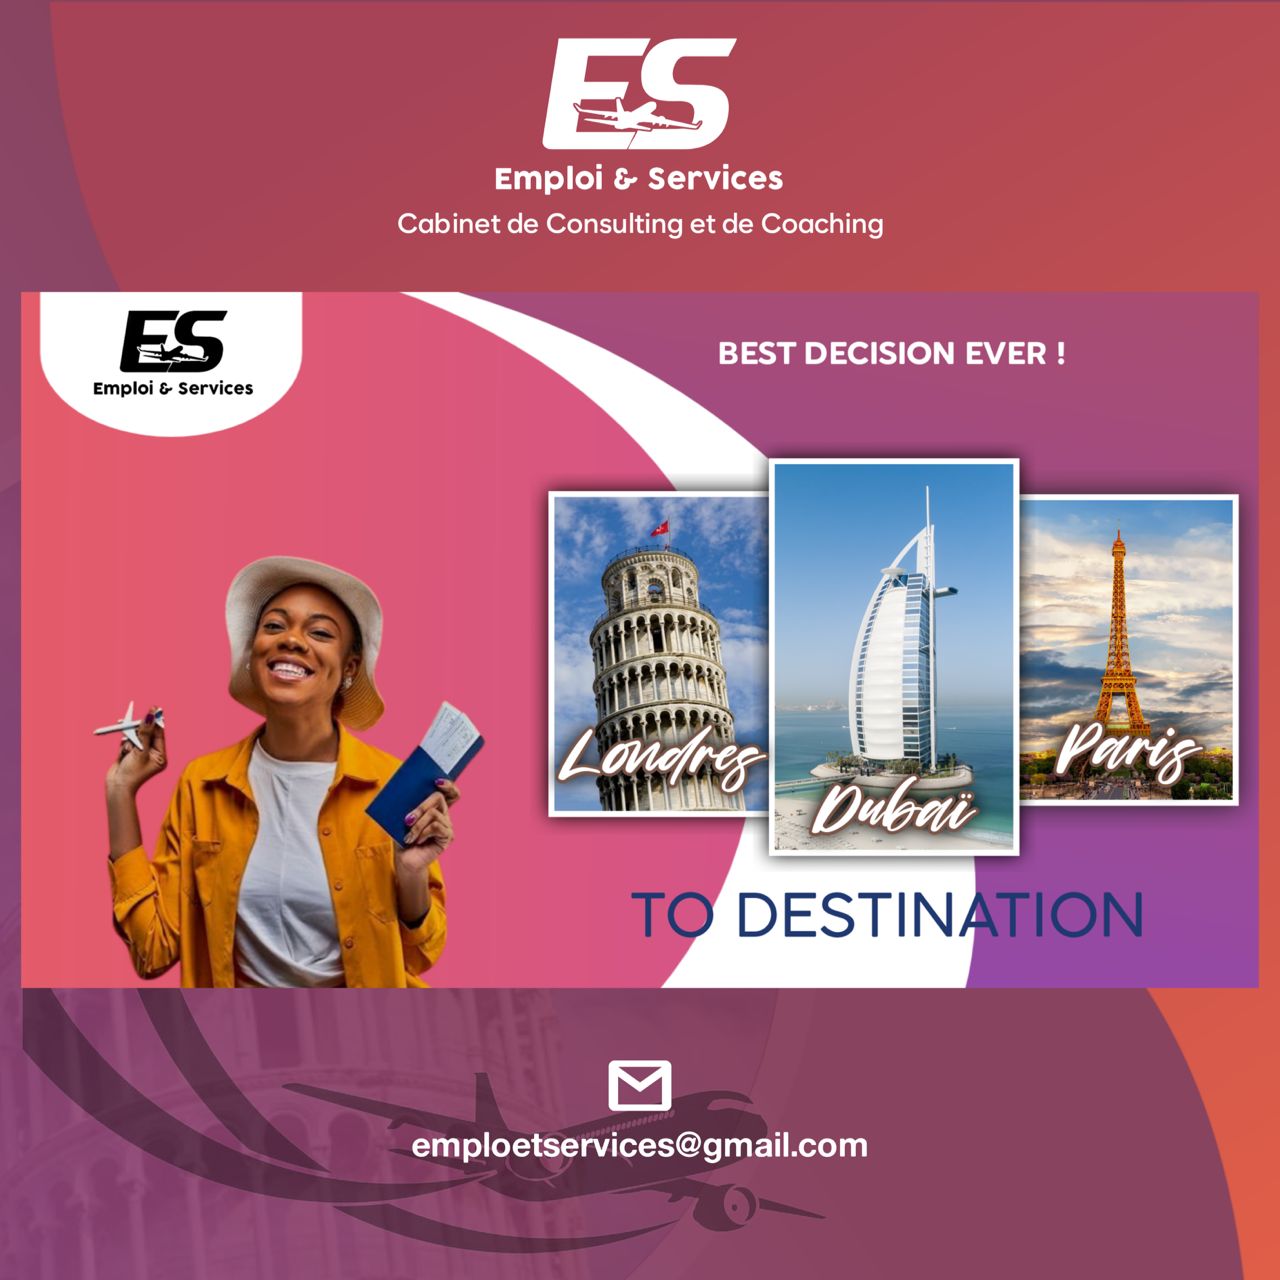 ES
Emploi & Services
Cabinet de Consulting et de Coaching
ES
Emploi & Services
BEST DECISION EVER !
Londres
Dubaï
Paris
TO DESTINATION
emploetservices@gmail.com